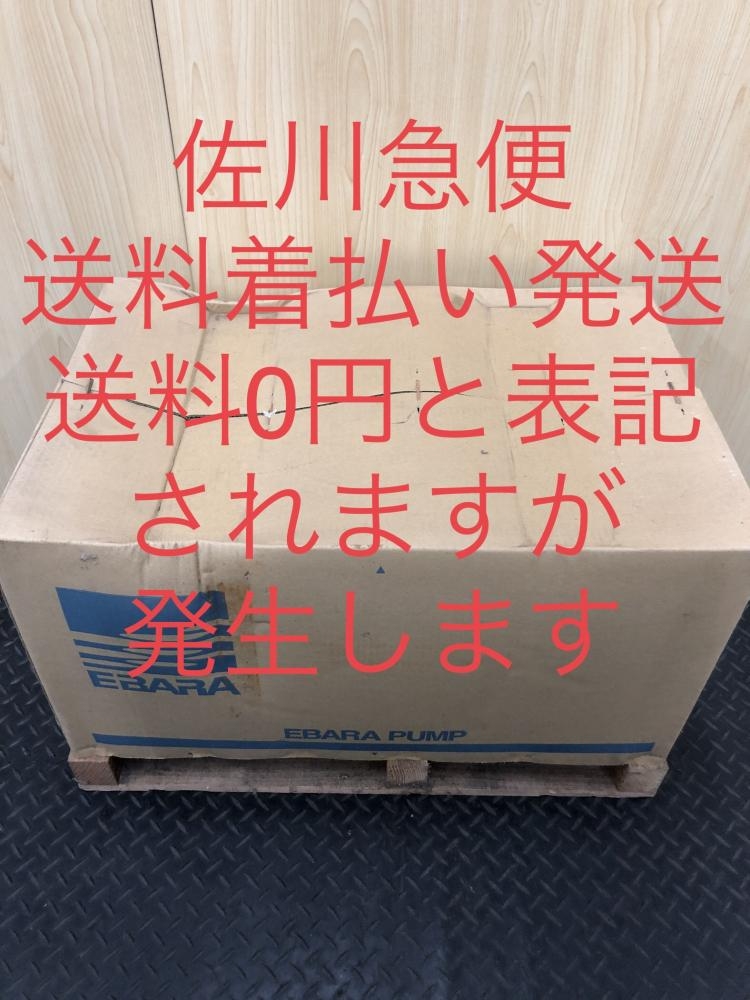 佐川急便
送料着払い発送
送料0円と表記
されますが
発生します
EBARA
EBARA PUMP